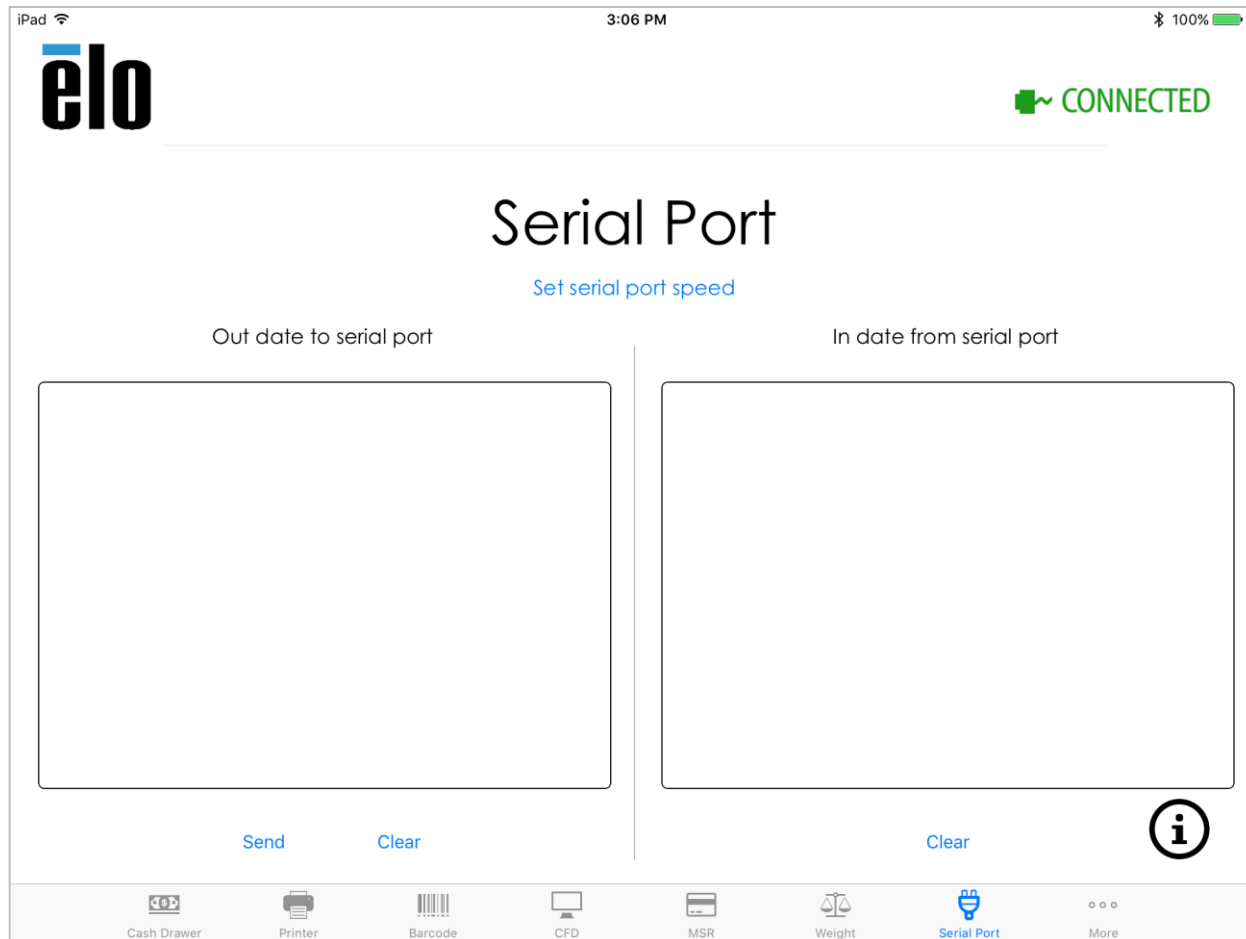 iPad 3:06 PM 100%
elo
CONNECTED
Serial Port
Set serial port speed
Out date to serial port
In date from serial port
Send Clear
Clear
i
Cash Drawer Printer Barcode CFD MSR Weight Serial Port More